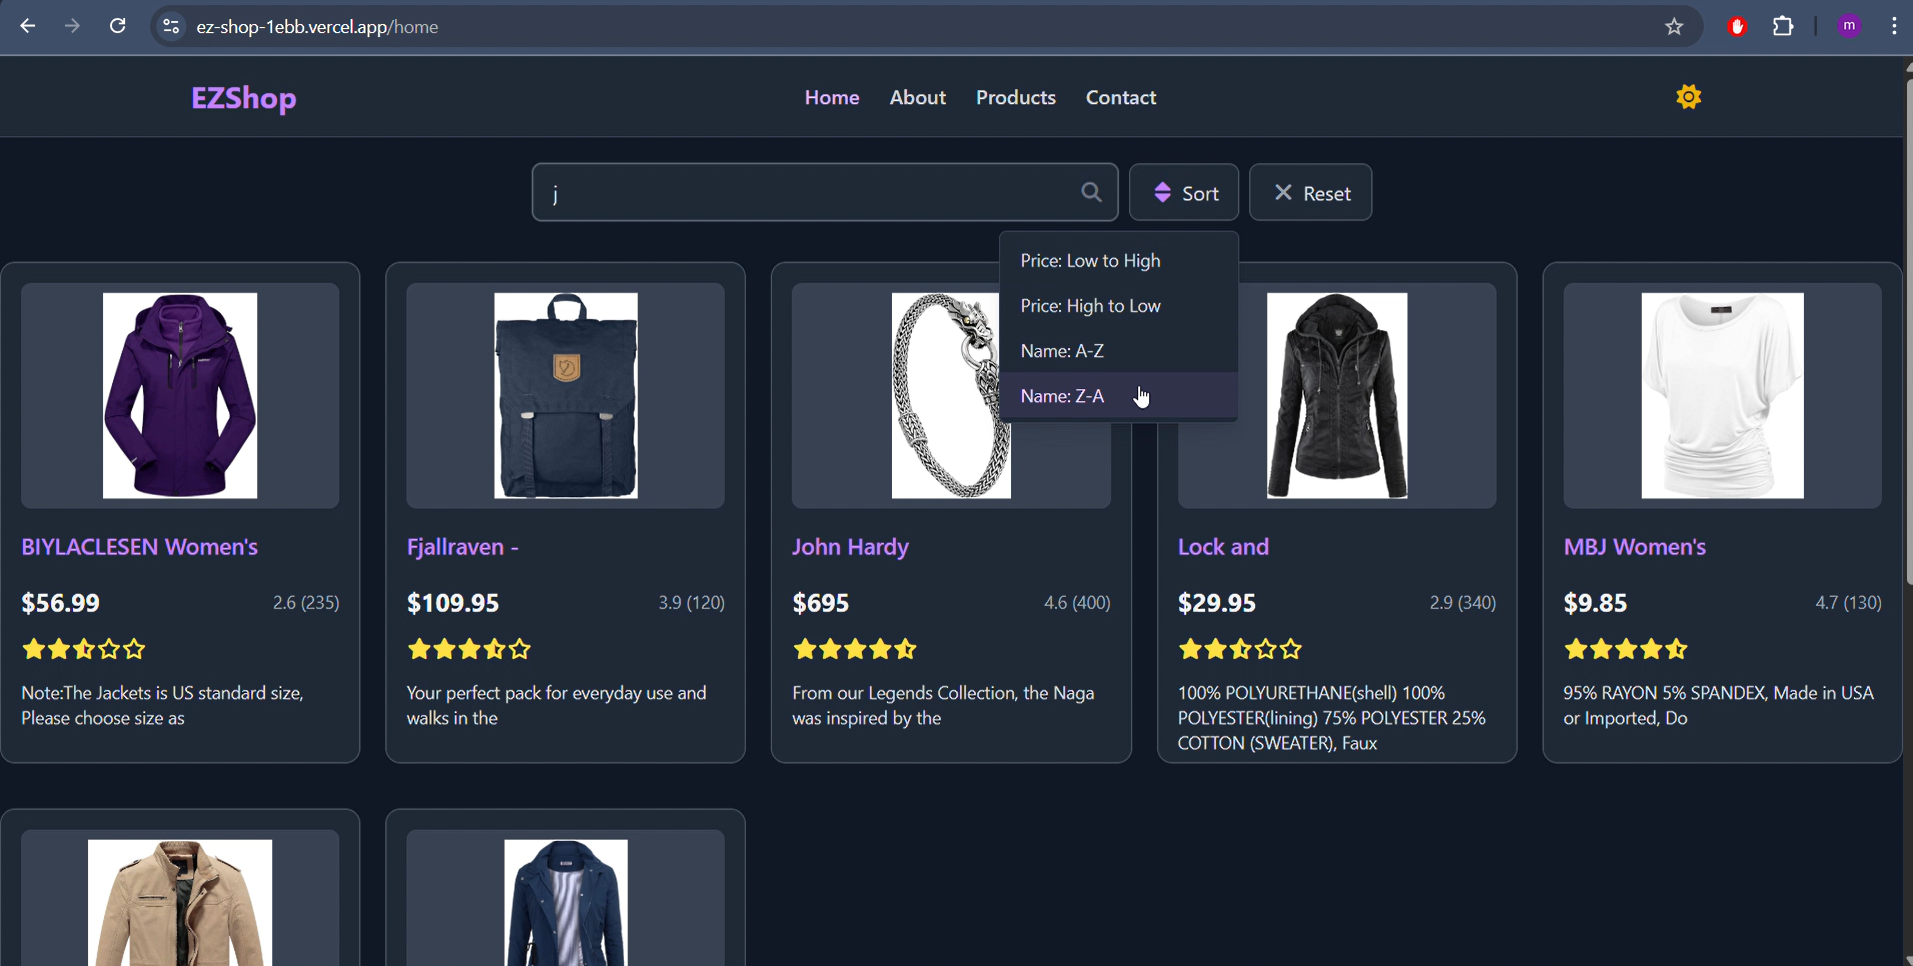 ez-shop-1ebb.vercel.app/home
m
EZShop
Home About Products Contact
j
Sort
Reset
Price: Low to High
Price: High to Low
Name: A-Z
Name: Z-A
BIYLACLESEN Women's
$56.99 2.6 (235)
Note:The Jackets is US standard size,
Please choose size as
Fjallraven -
$109.95 3.9 (120)
Your perfect pack for everyday use and
walks in the
John Hardy
$695 4.6 (400)
From our Legends Collection, the Naga
was inspired by the
Lock and
$29.95 2.9 (340)
100% POLYURETHANE(shell) 100%
POLYESTER(lining) 75% POLYESTER 25%
COTTON (SWEATER), Faux
MBJ Women's
$9.85 4.7 (130)
95% RAYON 5% SPANDEX, Made in USA
or Imported, Do